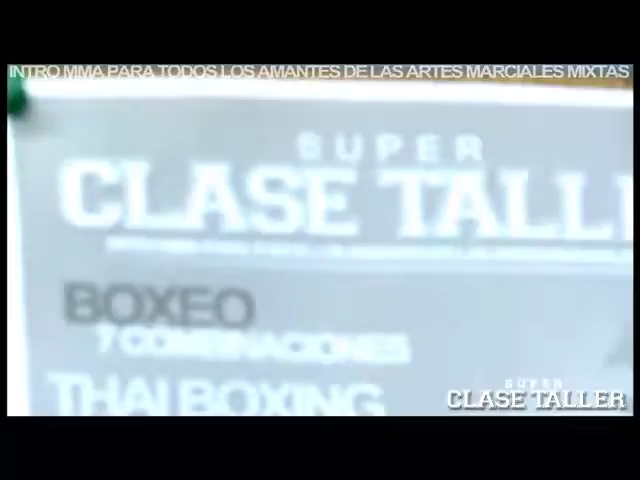 INTRO MMA PARA TODOS LOS AMANTES DE LAS ARTES MARCIALES MIXTAS
SUPER
CLASE TALLER
BOXEO
7 COMBINACIONES
THAI BOXING
SUPER
CLASE TALLER